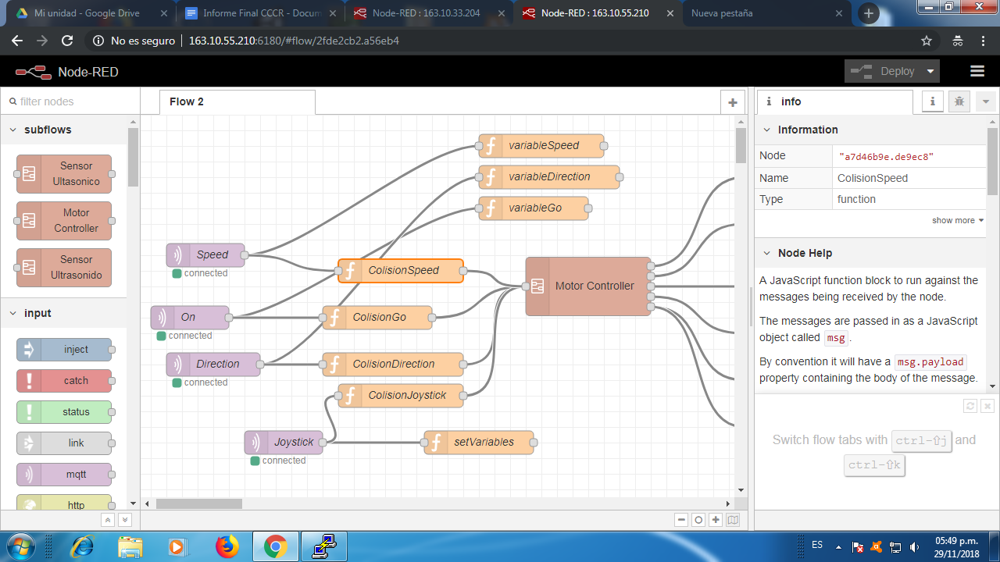 Mi unidad - Google Drive
Informe Final CCCR - Docum
Node-RED : 163.10.33.204
Node-RED : 163.10.55.210
Nueva pestaña
No es seguro
163.10.55.210:6180/#flow/2fde2cb2.a56eb4
Node-RED
Deploy
filter nodes
subflows
Sensor
Ultasonico
Motor
Controller
Sensor
Ultrasonido
input
inject
catch
status
link
mqtt
http
Flow 2
variableSpeed
variableDirection
variableGo
Speed
connected
ColisionSpeed
Motor Controller
On
connected
ColisionGo
Direction
connected
ColisionDirection
ColisionJoystick
Joystick
connected
setVariables
info
Information
Node
"a7d46b9e.de9ec8"
Name
ColisionSpeed
Type
function
show more
Node Help
A JavaScript function block to run against the
messages being received by the node.
The messages are passed in as a JavaScript
object called msg .
By convention it will have a msg.payload
property containing the body of the message.
Switch flow tabs with ctrl-⇧j and
ctrl-⇧k
ES
05:49 p.m.
29/11/2018